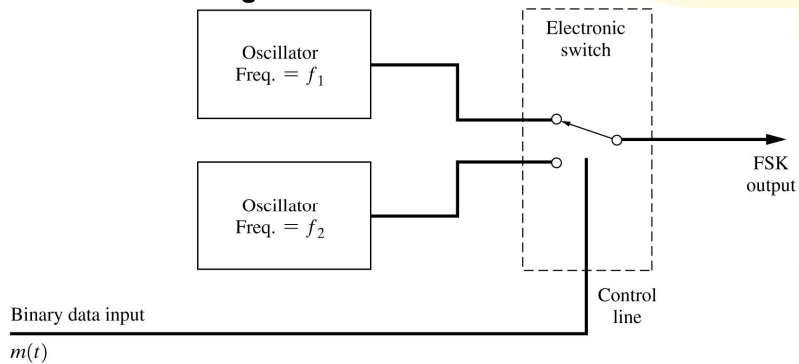 Oscillator
Freq. = f₁
Electronic
switch
FSK
output
Oscillator
Freq. = f₂
Control
line
Binary data input
m(t)